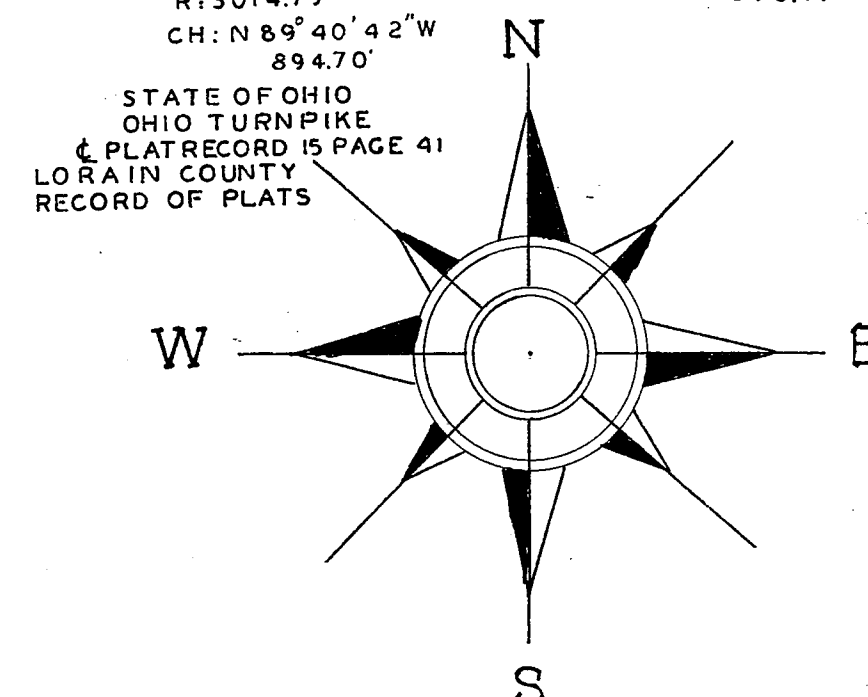 CH: N 89° 40' 42" W
894.70'
STATE OF OHIO
OHIO TURNPIKE
℄ PLAT RECORD 15 PAGE 41
LORAIN COUNTY
RECORD OF PLATS
N
W
E
S